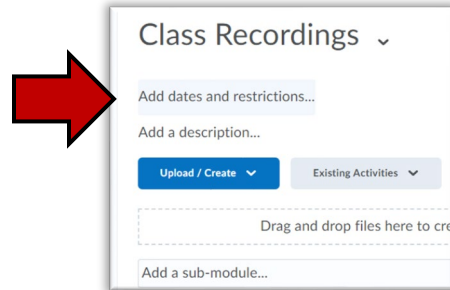 Class Recordings
Add dates and restrictions...
Add a description...
Upload / Create Existing Activities
Drag and drop files here to cre
Add a sub-module...